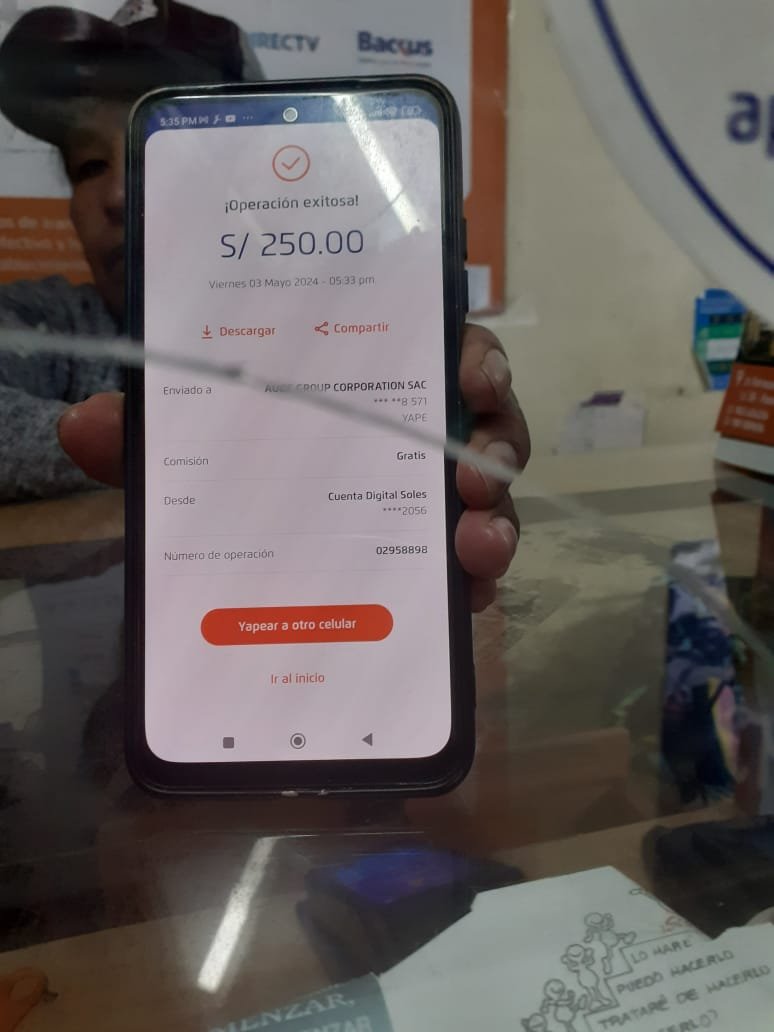 DIRECTV
Baccus
5:35 PM
¡Operación exitosa!
S/ 250.00
Viernes 03 Mayo 2024 - 05:33 pm
Descargar
Compartir
Enviado a
GROUP CORPORATION SAC
*** **8 571
YAPE
Comisión
Gratis
Desde
Cuenta Digital Soles
****2056
Número de operación
02958898
Yapear a otro celular
Ir al inicio
LO HARÉ
PUEDO HACERLO
TRATARÉ DE HACERLO